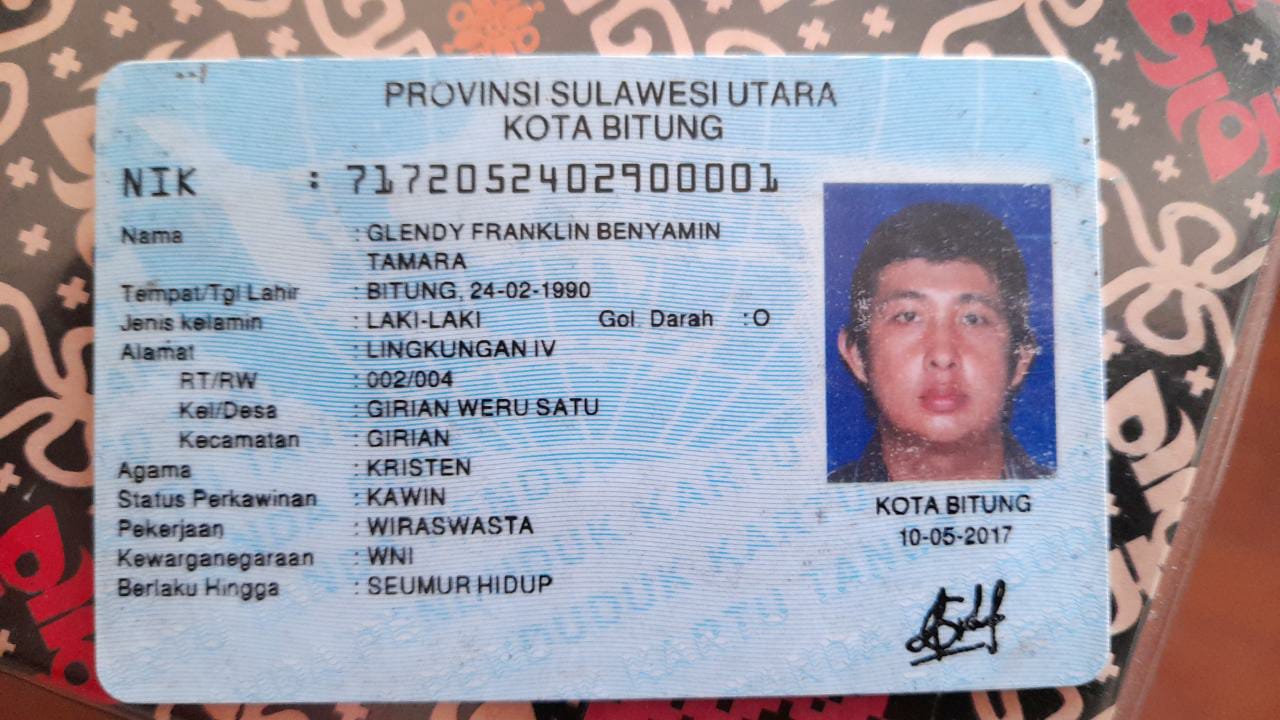 PROVINSI SULAWESI UTARA
KOTA BITUNG
NIK : 7172052402900001
Nama : GLENDY FRANKLIN BENYAMIN
TAMARA
Tempat/Tgl Lahir : BITUNG, 24-02-1990
Jenis kelamin : LAKI-LAKI Gol. Darah : O
Alamat : LINGKUNGAN IV
RT/RW : 002/004
Kel/Desa : GIRIAN WERU SATU
Kecamatan : GIRIAN
Agama : KRISTEN
Status Perkawinan : KAWIN
Pekerjaan : WIRASWASTA
Kewarganegaraan : WNI
Berlaku Hingga : SEUMUR HIDUP
KOTA BITUNG
10-05-2017